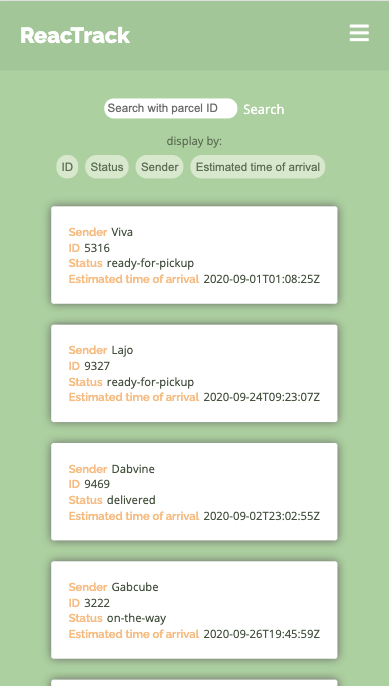 ReacTrack
Search with parcel ID Search
display by:
ID Status Sender Estimated time of arrival
Sender Viva
ID 5316
Status ready-for-pickup
Estimated time of arrival 2020-09-01T01:08:25Z
Sender Lajo
ID 9327
Status ready-for-pickup
Estimated time of arrival 2020-09-24T09:23:07Z
Sender Dabvine
ID 9469
Status delivered
Estimated time of arrival 2020-09-02T23:02:55Z
Sender Gabcube
ID 3222
Status on-the-way
Estimated time of arrival 2020-09-26T19:45:59Z